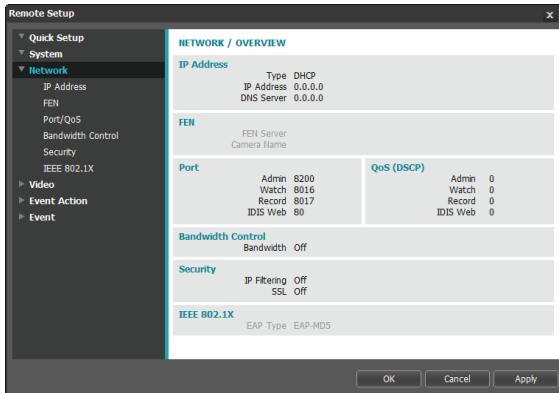 Remote Setup x
Quick Setup
System
Network
IP Address
FEN
Port/QoS
Bandwidth Control
Security
IEEE 802.1X
Video
Event Action
Event
NETWORK / OVERVIEW
IP Address
Type DHCP
IP Address 0.0.0.0
DNS Server 0.0.0.0
FEN
FEN Server
Camera Name
Port
Admin 8200
Watch 8016
Record 8017
IDIS Web 80
QoS (DSCP)
Admin 0
Watch 0
Record 0
IDIS Web 0
Bandwidth Control
Bandwidth Off
Security
IP Filtering Off
SSL Off
IEEE 802.1X
EAP Type EAP-MD5
OK Cancel Apply